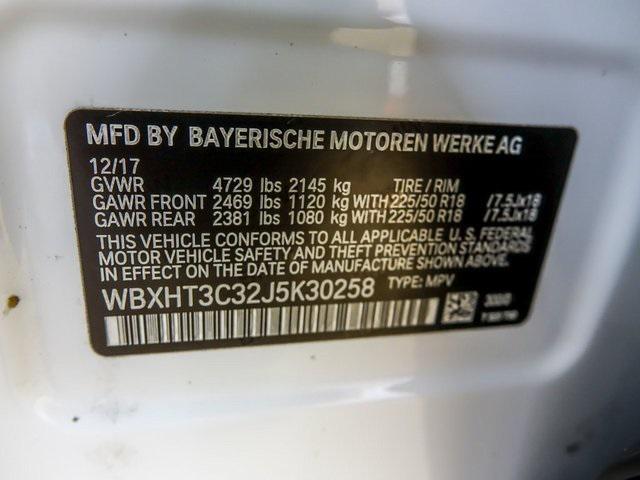 MFD BY BAYERISCHE MOTOREN WERKE AG
12/17
GVWR 4729 lbs 2145 kg TIRE / RIM
GAWR FRONT 2469 lbs 1120 kg WITH 225/50 R18 /7.5Jx18
GAWR REAR 2381 lbs 1080 kg WITH 225/50 R18 /7.5Jx18
THIS VEHICLE CONFORMS TO ALL APPLICABLE U.S. FEDERAL
MOTOR VEHICLE SAFETY AND THEFT PREVENTION STANDARDS
IN EFFECT ON THE DATE OF MANUFACTURE SHOWN ABOVE.
WBXHT3C32J5K30258 TYPE: MPV